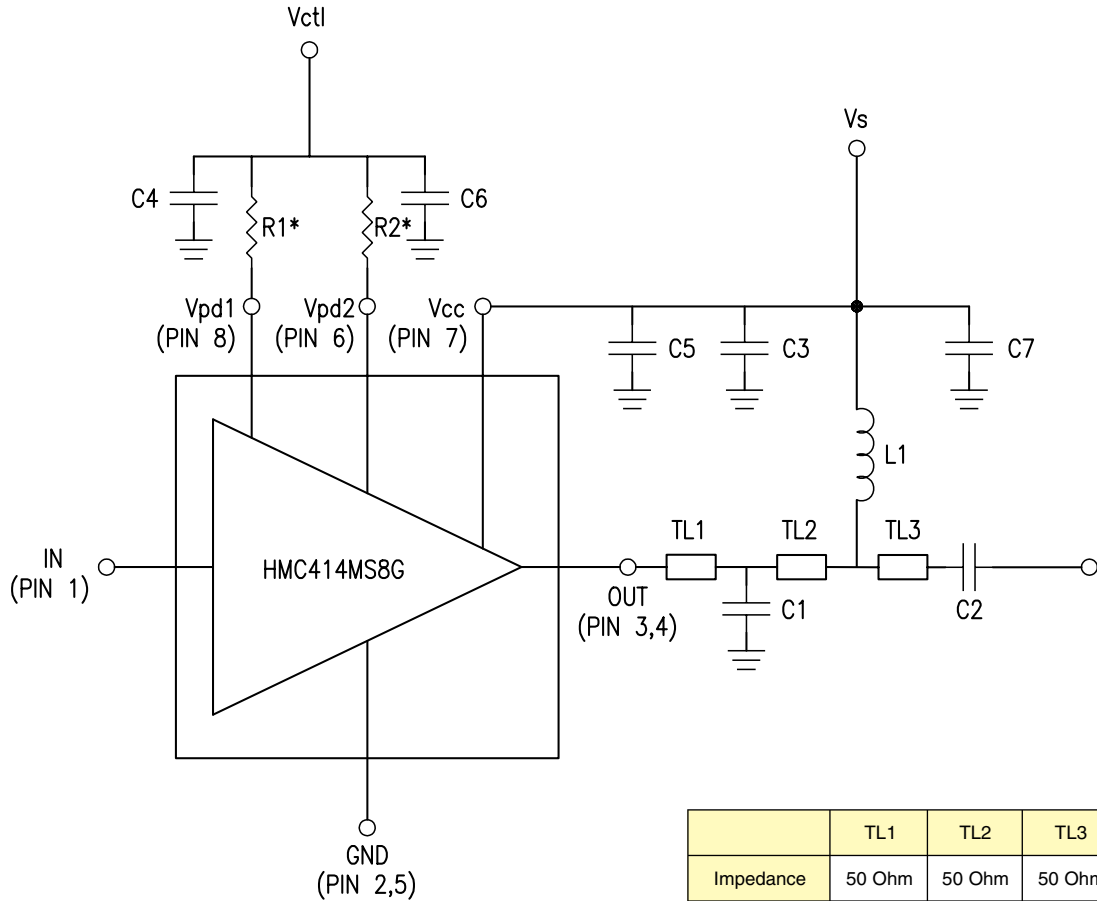 Vctl
Vs
C4
R1*
R2*
C6
Vpd1
(PIN 8)
Vpd2
(PIN 6)
Vcc
(PIN 7)
C5
C3
C7
L1
IN
(PIN 1)
HMC414MS8G
OUT
(PIN 3,4)
TL1
TL2
TL3
C1
C2
GND
(PIN 2,5)
TL1 TL2 TL3
Impedance 50 Ohm 50 Ohm 50 Ohm